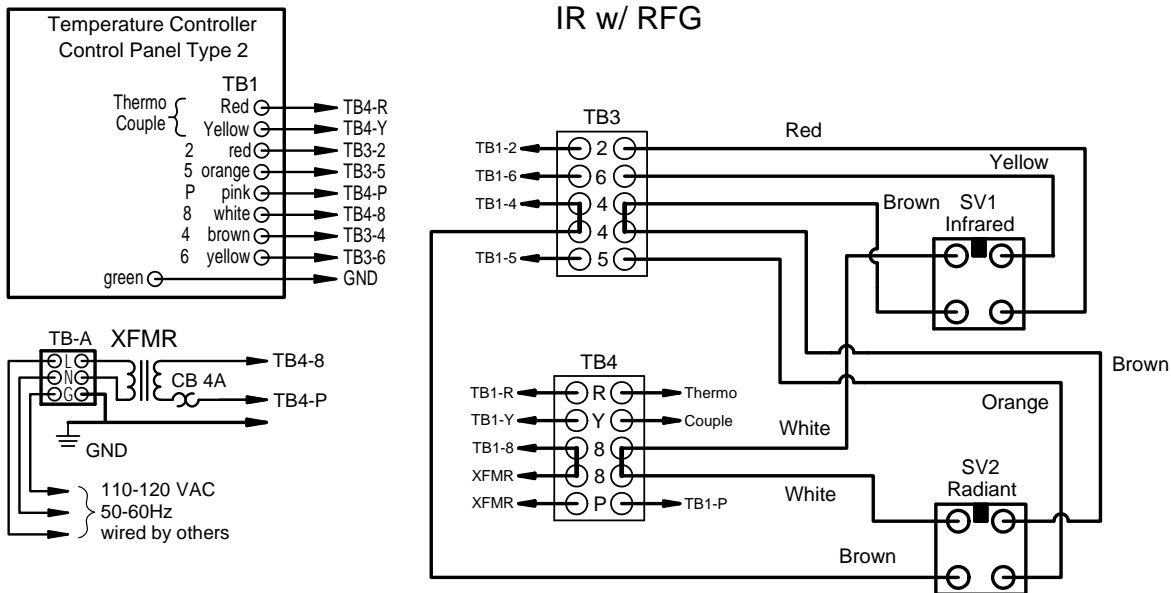 IR w/ RFG
Temperature Controller
Control Panel Type 2
TB1
Thermo
Couple
Red TB4-R
Yellow TB4-Y
2 red TB3-2
5 orange TB3-5
P pink TB4-P
8 white TB4-8
4 brown TB3-4
6 yellow TB3-6
green GND
TB-A XFMR
L
N
G
TB4-8
CB 4A
TB4-P
GND
110-120 VAC
50-60Hz
wired by others
TB3
TB1-2 2 Red
TB1-6 6 Yellow
TB1-4 4 Brown
4
TB1-5 5
SV1
Infrared
Brown
Orange
TB4
TB1-R R Thermo
TB1-Y Y Couple
TB1-8 8 White
XFMR 8 White
XFMR P TB1-P
SV2
Radiant
Brown